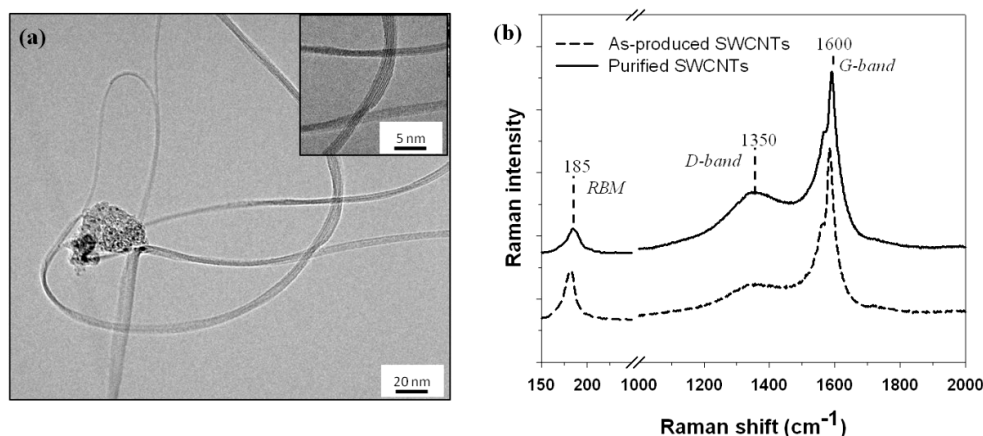 (a)
5 nm
20 nm
(b)
As-produced SWCNTs
Purified SWCNTs
1600
G-band
1350
D-band
185
RBM
Raman intensity
150 200 1000 1200 1400 1600 1800 2000
Raman shift (cm⁻¹)